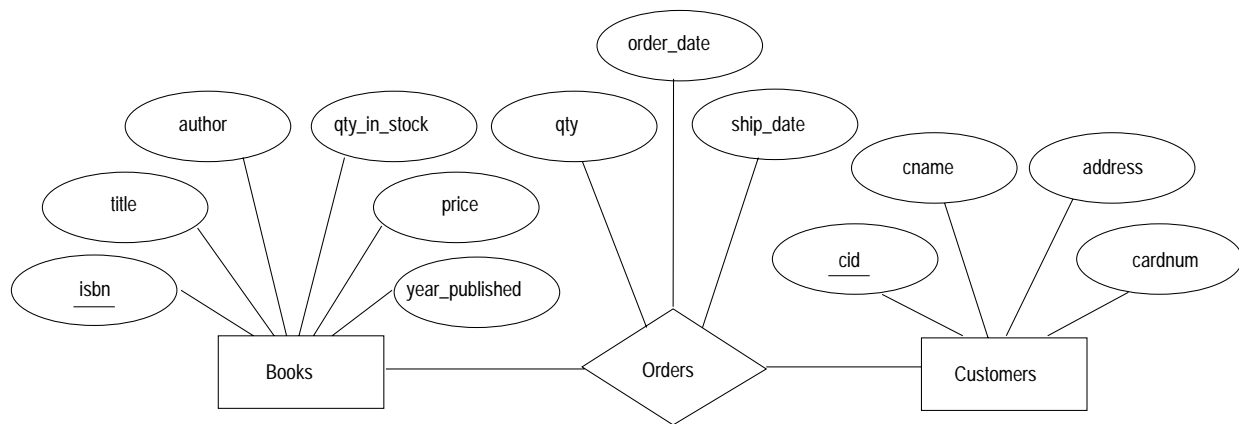 order_date
author
qty_in_stock
qty
ship_date
cname
address
title
price
cid
cardnum
isbn
year_published
Books
Orders
Customers